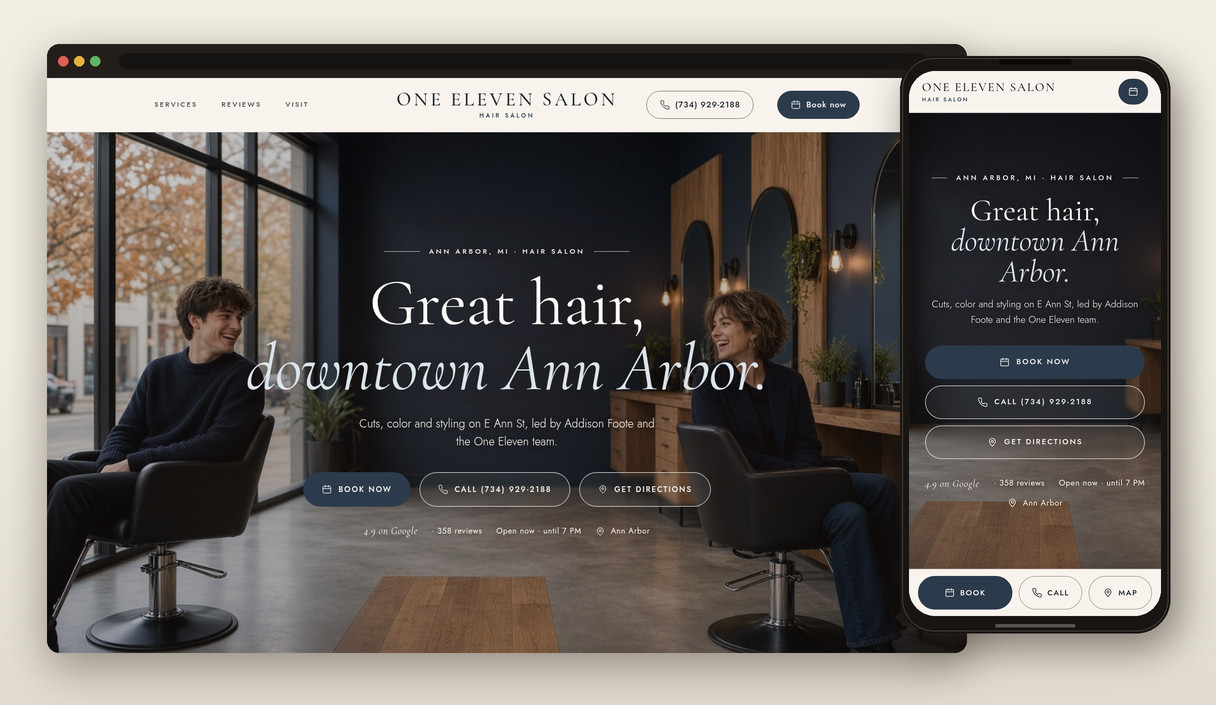 SERVICES REVIEWS VISIT
ONE ELEVEN SALON
HAIR SALON
(734) 929-2188
Book now
ANN ARBOR, MI · HAIR SALON
Great hair,
downtown Ann Arbor.
Cuts, color and styling on E Ann St, led by Addison Foote and
the One Eleven team.
BOOK NOW
CALL (734) 929-2188
GET DIRECTIONS
4.9 on Google · 358 reviews Open now · until 7 PM Ann Arbor
ONE ELEVEN SALON
HAIR SALON
ANN ARBOR, MI · HAIR SALON
Great hair,
downtown Ann
Arbor.
Cuts, color and styling on E Ann St, led by Addison
Foote and the One Eleven team.
BOOK NOW
CALL (734) 929-2188
GET DIRECTIONS
4.9 on Google · 358 reviews Open now · until 7 PM
Ann Arbor
BOOK
CALL
MAP